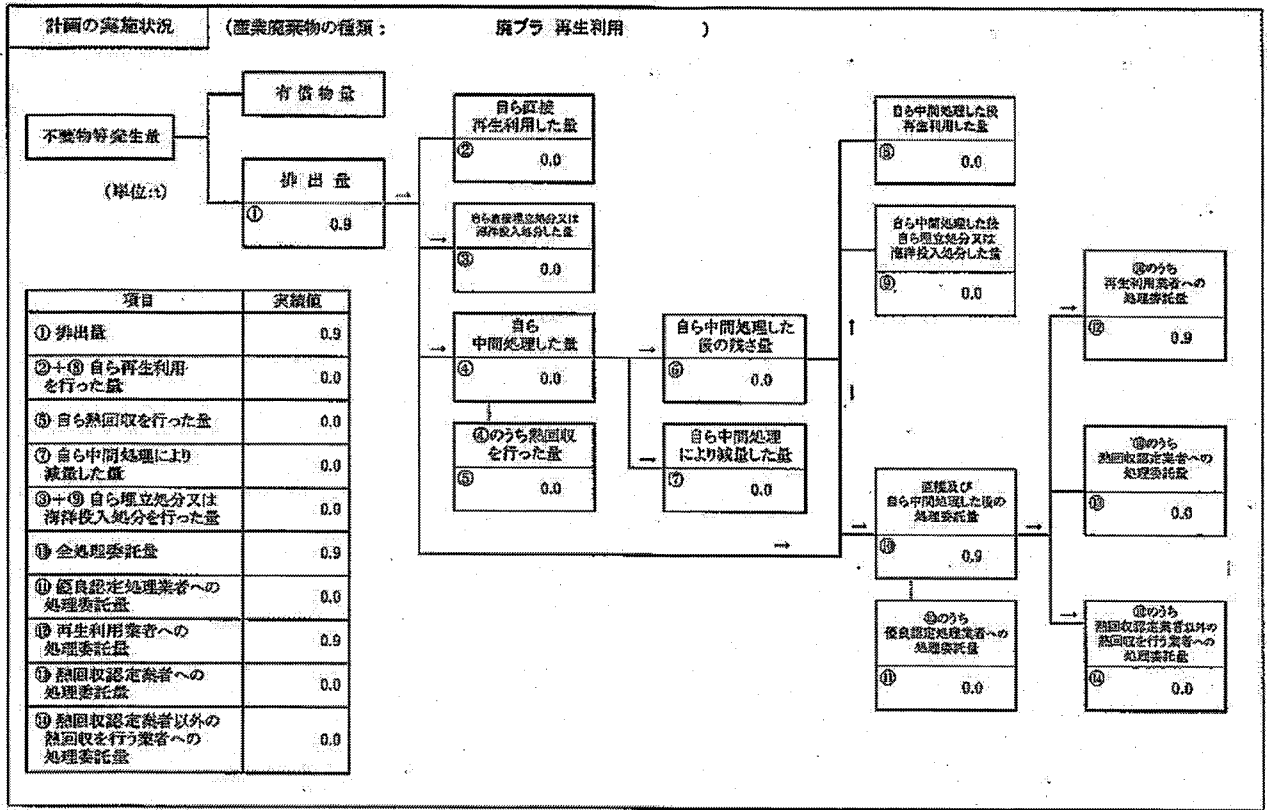 計画の実施状況 (産業廃棄物の種類: 廃プラ 再生利用 )
有償物量
不要物等発生量
(単位:t)
排出量
① 0.9
自ら直接
再生利用した量
② 0.0
自ら直接埋立処分又は
海洋投入処分した量
③ 0.0
自ら
中間処理した量
④ 0.0
④のうち熱回収
を行った量
⑤ 0.0
自ら中間処理した
後の残さ量
⑥ 0.0
自ら中間処理
により減量した量
⑦ 0.0
自ら中間処理した後
再生利用した量
⑧ 0.0
自ら中間処理した後
自ら埋立処分又は
海洋投入処分した量
⑨ 0.0
直接及び
自ら中間処理した後の
処理委託量
⑩ 0.9
⑩のうち
優良認定処理業者への
処理委託量
⑪ 0.0
⑩のうち
再生利用業者への
処理委託量
⑫ 0.9
⑩のうち
熱回収認定業者への
処理委託量
⑬ 0.0
⑩のうち
熱回収認定業者以外の
熱回収を行う業者への
処理委託量
⑭ 0.0
項目 実績値
① 排出量 0.9
②+⑧ 自ら再生利用
を行った量 0.0
⑤ 自ら熱回収を行った量 0.0
⑦ 自ら中間処理により
減量した量 0.0
③+⑨ 自ら埋立処分又は
海洋投入処分を行った量 0.0
⑩ 全処理委託量 0.9
⑪ 優良認定処理業者への
処理委託量 0.0
⑫ 再生利用業者への
処理委託量 0.9
⑬ 熱回収認定業者への
処理委託量 0.0
⑭ 熱回収認定業者以外の
熱回収を行う業者への
処理委託量 0.0